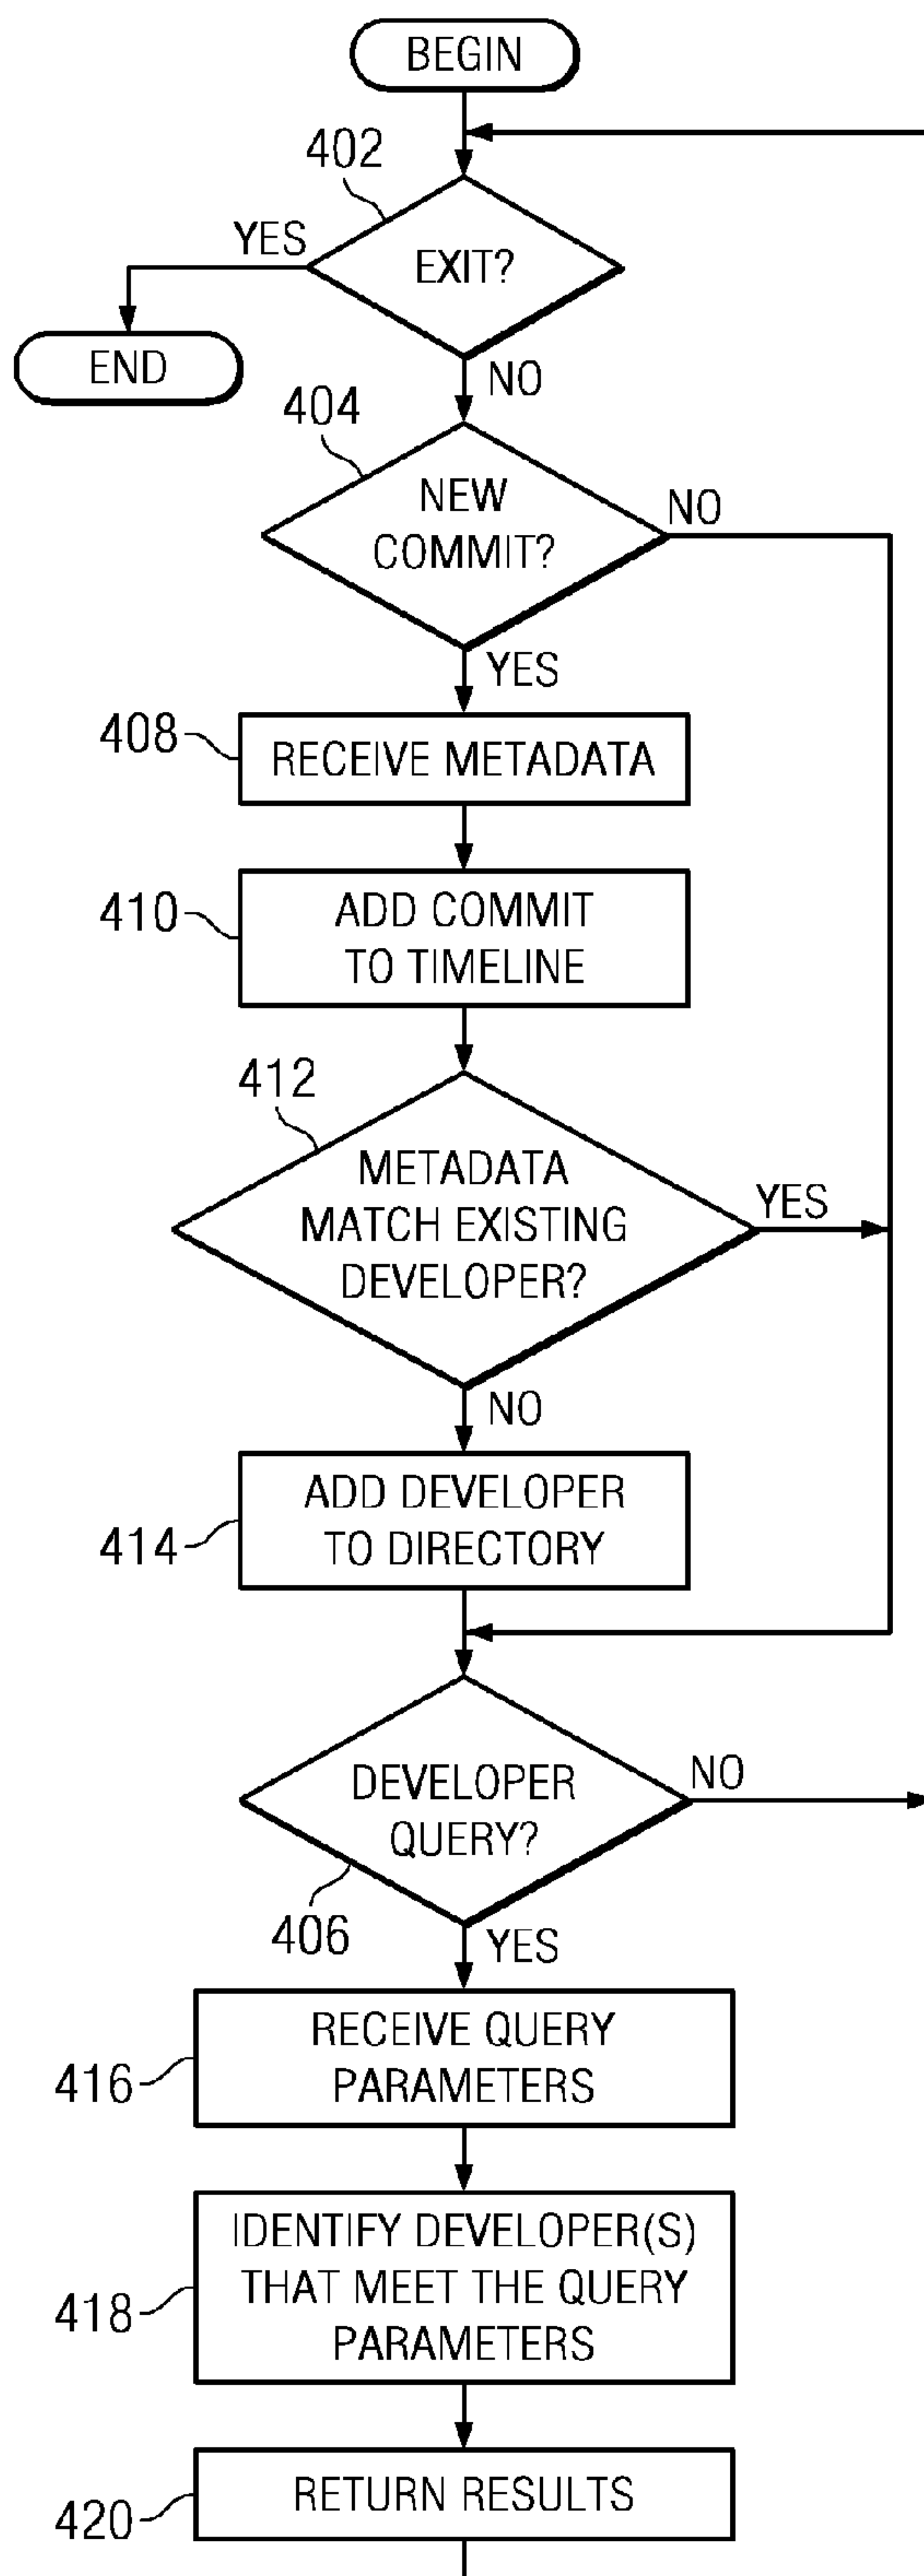 BEGIN
402
EXIT?
YES
END
NO
404
NEW
COMMIT?
NO
YES
408
RECEIVE METADATA
410
ADD COMMIT
TO TIMELINE
412
METADATA
MATCH EXISTING
DEVELOPER?
YES
NO
414
ADD DEVELOPER
TO DIRECTORY
DEVELOPER
QUERY?
NO
406
YES
416
RECEIVE QUERY
PARAMETERS
418
IDENTIFY DEVELOPER(S)
THAT MEET THE QUERY
PARAMETERS
420
RETURN RESULTS